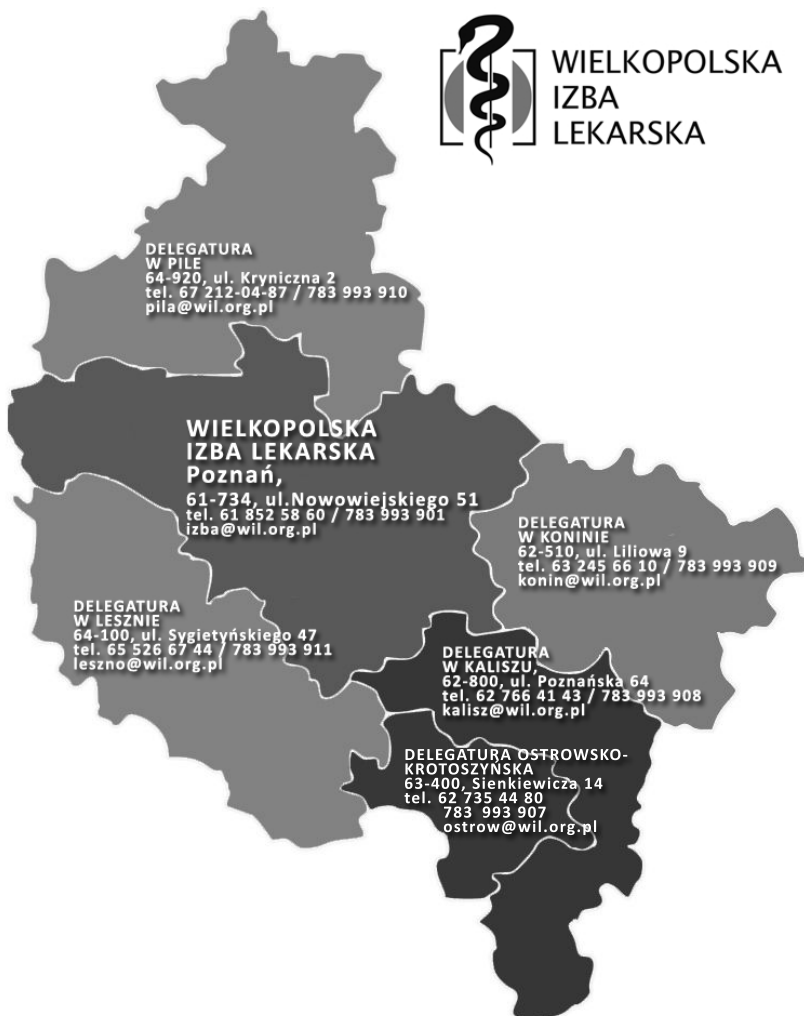 WIELKOPOLSKA
IZBA
LEKARSKA
DELEGATURA
W PILE
64-920, ul. Kryniczna 2
tel. 67 212-04-87 / 783 993 910
pila@wil.org.pl
WIELKOPOLSKA
IZBA LEKARSKA
Poznań,
61-734, ul.Nowowiejskiego 51
tel. 61 852 58 60 / 783 993 901
izba@wil.org.pl
DELEGATURA
W KONINIE
62-510, ul. Liliowa 9
tel. 63 245 66 10 / 783 993 909
konin@wil.org.pl
DELEGATURA
W LESZNIE
64-100, ul. Sygietyńskiego 47
tel. 65 526 67 44 / 783 993 911
leszno@wil.org.pl
DELEGATURA
W KALISZU,
62-800, ul. Poznańska 64
tel. 62 766 41 43 / 783 993 908
kalisz@wil.org.pl
DELEGATURA OSTROWSKO-
KROTOSZYŃSKA
63-400, Sienkiewicza 14
tel. 62 735 44 80
783 993 907
ostrow@wil.org.pl